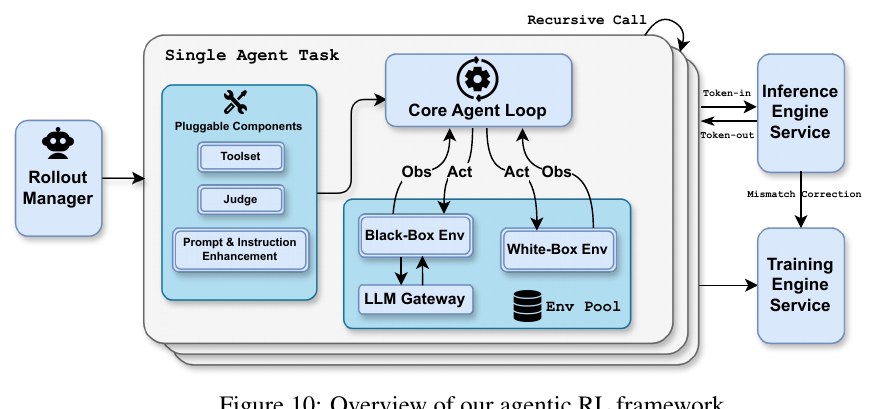 Recursive Call
Single Agent Task
Pluggable Components
Toolset
Judge
Prompt & Instruction
Enhancement
Core Agent Loop
Obs
Act
Act
Obs
Black-Box Env
White-Box Env
LLM Gateway
Env Pool
Rollout
Manager
Token-in
Token-out
Inference
Engine
Service
Mismatch Correction
Training
Engine
Service
Figure 10: Overview of our agentic RL framework